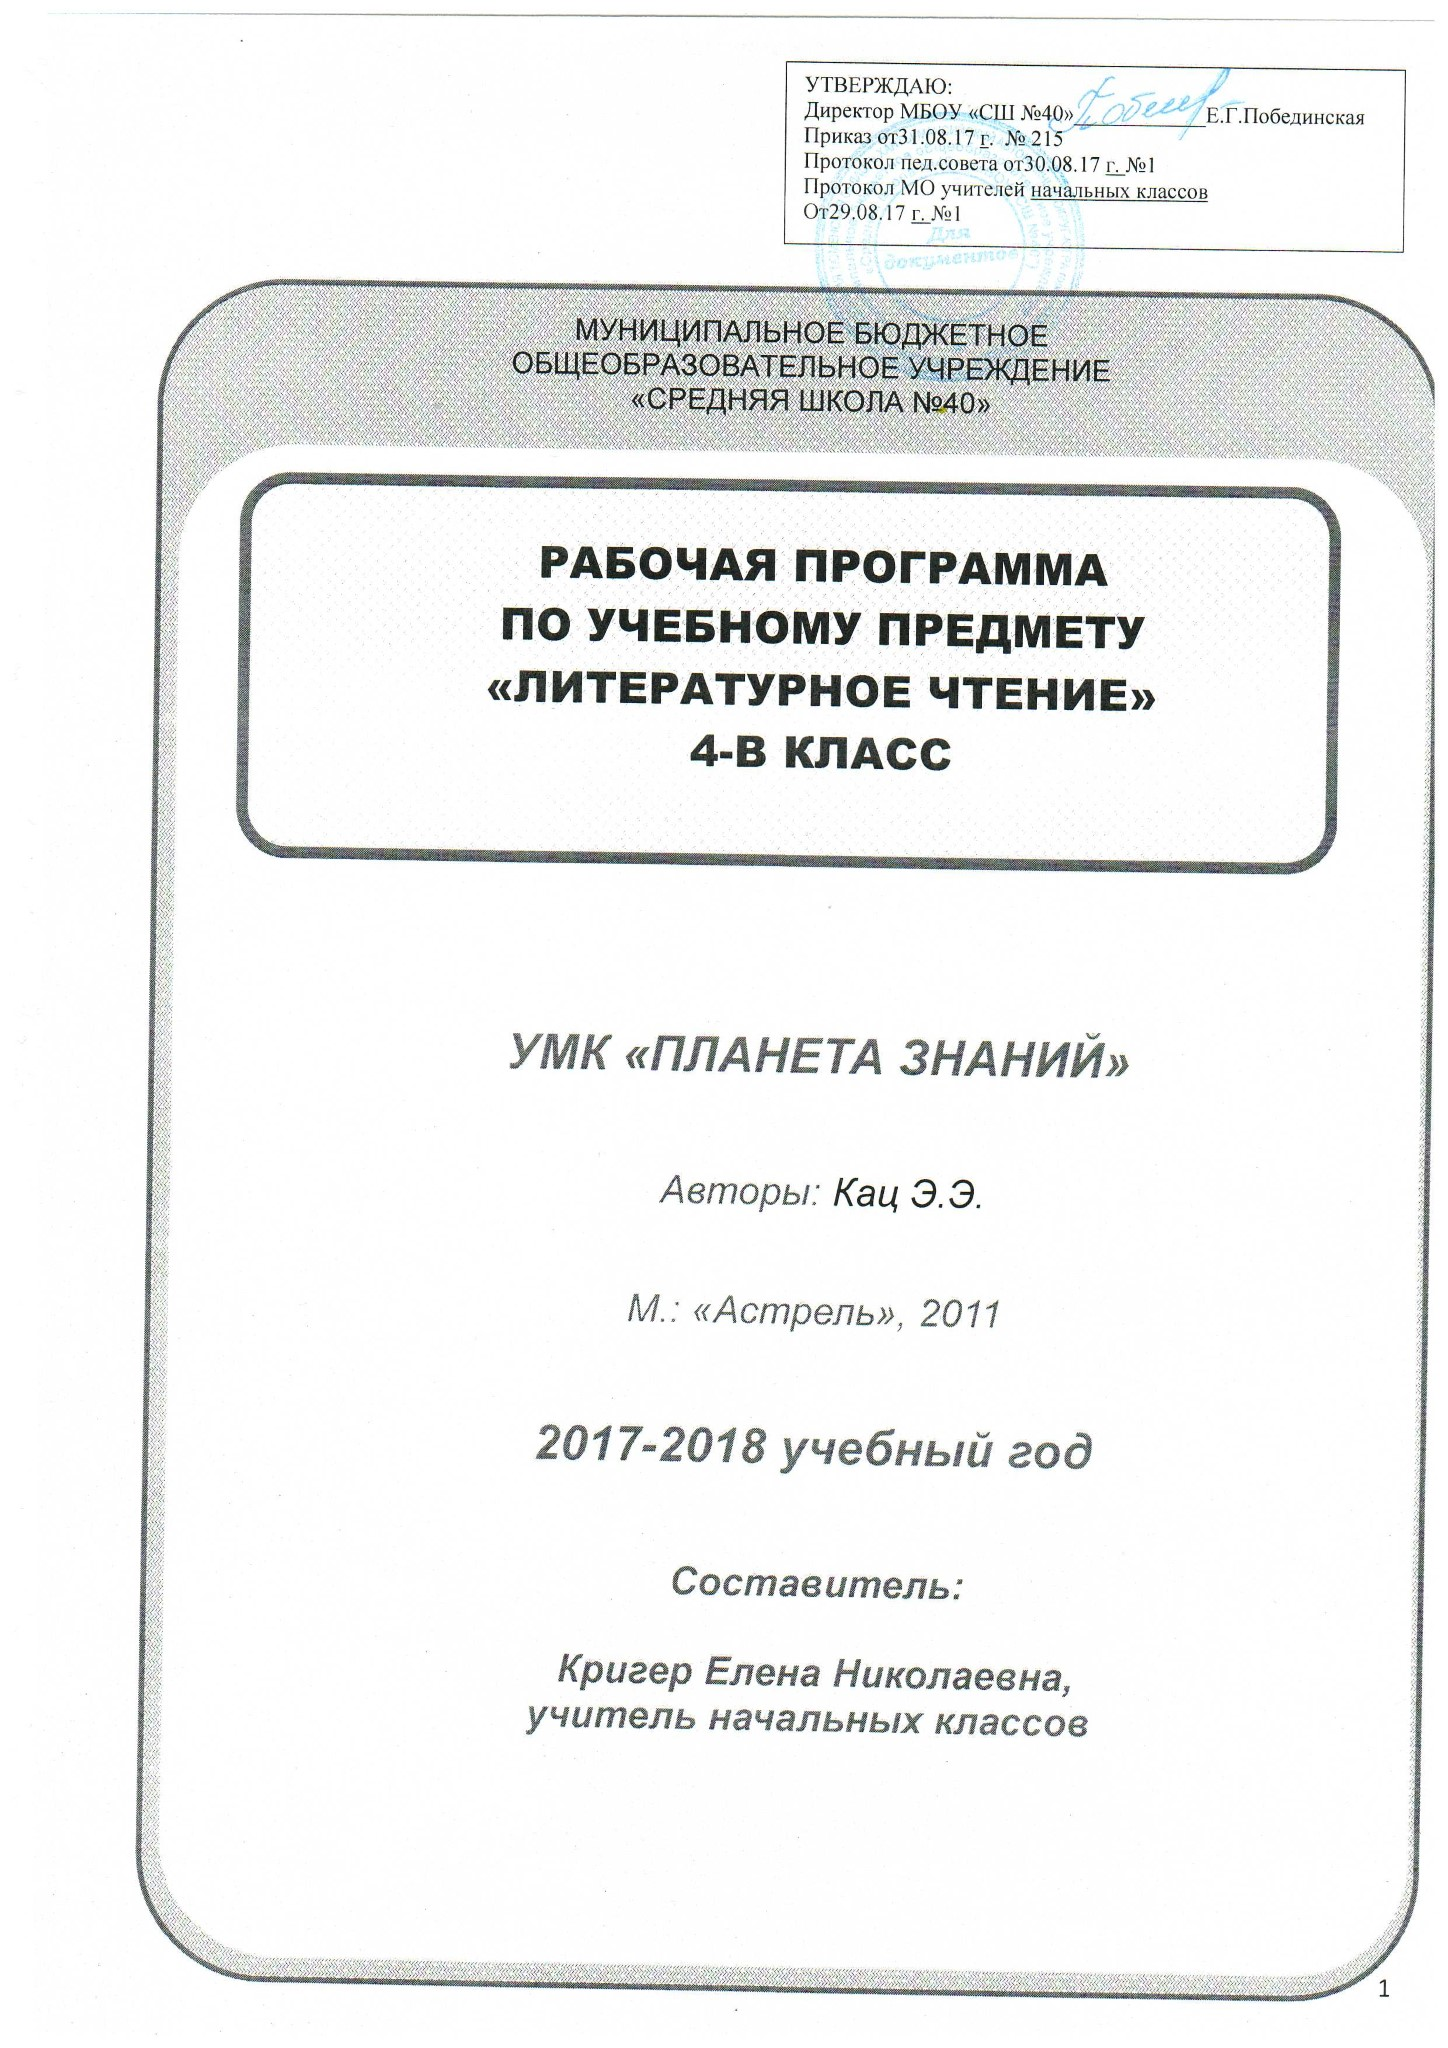 УТВЕРЖДАЮ:
Директор МБОУ «СШ №40»____________Е.Г.Побединская
Приказ от31.08.17 г. № 215
Протокол пед.совета от30.08.17 г. №1
Протокол МО учителей начальных классов
От29.08.17 г. №1
Для
документов
МУНИЦИПАЛЬНОЕ БЮДЖЕТНОЕ
ОБЩЕОБРАЗОВАТЕЛЬНОЕ УЧРЕЖДЕНИЕ
«СРЕДНЯЯ ШКОЛА №40»
РАБОЧАЯ ПРОГРАММА
ПО УЧЕБНОМУ ПРЕДМЕТУ
«ЛИТЕРАТУРНОЕ ЧТЕНИЕ»
4-В КЛАСС
УМК «ПЛАНЕТА ЗНАНИЙ»
Авторы: Кац Э.Э.
М.: «Астрель», 2011
2017-2018 учебный год
Составитель:
Кригер Елена Николаевна,
учитель начальных классов
1